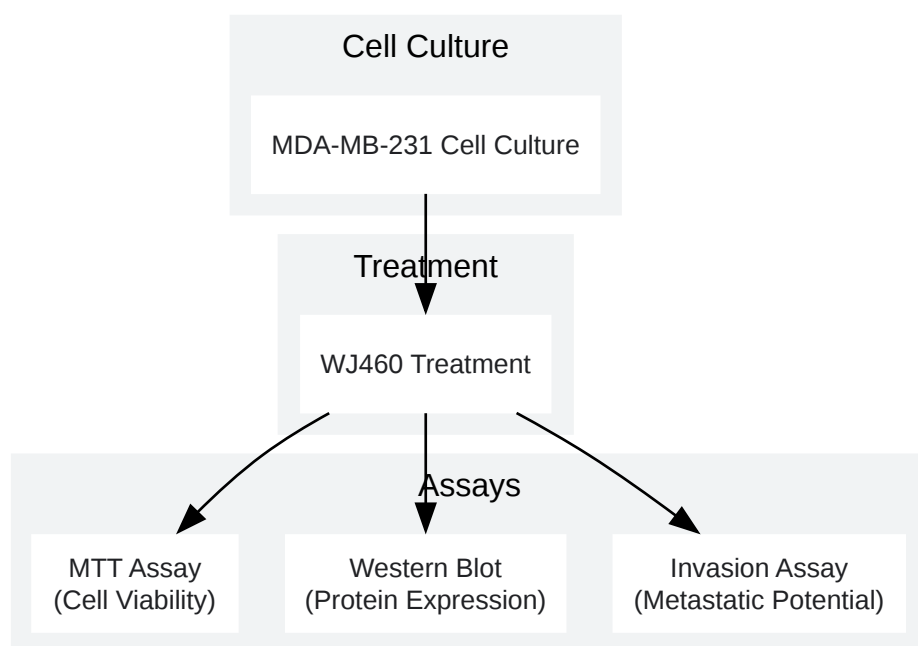 Cell Culture
MDA-MB-231 Cell Culture
Treatment
WJ460 Treatment
Assays
MTT Assay
(Cell Viability)
Western Blot
(Protein Expression)
Invasion Assay
(Metastatic Potential)